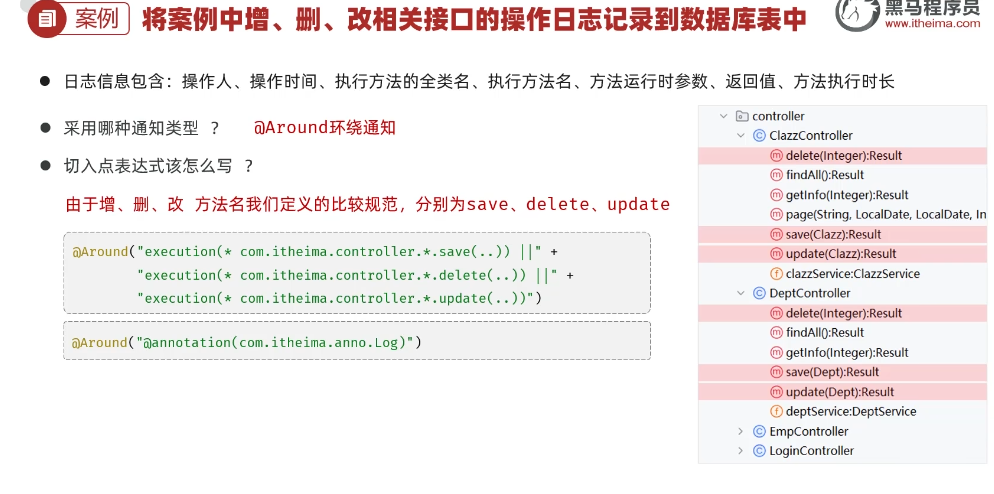 案例
将案例中增、删、改相关接口的操作日志记录到数据库表中
黑马程序员
www.itheima.com
● 日志信息包含：操作人、操作时间、执行方法的全类名、执行方法名、方法运行时参数、返回值、方法执行时长
● 采用哪种通知类型 ？ @Around环绕通知
● 切入点表达式该怎么写 ？
由于增、删、改 方法名我们定义的比较规范，分别为save、delete、update
@Around("execution(* com.itheima.controller.*.save(..)) ||" +
"execution(* com.itheima.controller.*.delete(..)) ||" +
"execution(* com.itheima.controller.*.update(..))")
@Around("@annotation(com.itheima.anno.Log)")
controller
ClazzController
delete(Integer):Result
findAll():Result
getInfo(Integer):Result
page(String, LocalDate, LocalDate, In
save(Clazz):Result
update(Clazz):Result
clazzService:ClazzService
DeptController
delete(Integer):Result
findAll():Result
getInfo(Integer):Result
save(Dept):Result
update(Dept):Result
deptService:DeptService
EmpController
LoginController